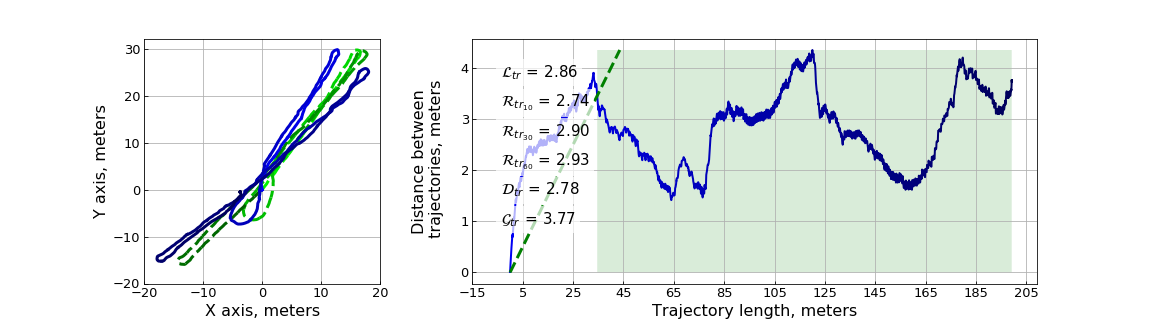 30
20
10
0
−10
−20
−20
−10
0
10
20
Y axis, meters
X axis, meters
4
3
2
1
0
Distance between
trajectories, meters
ℒtr = 2.86
ℛtr10 = 2.74
ℛtr30 = 2.90
ℛtr60 = 2.93
𝒟tr = 2.78
𝒢tr = 3.77
−15
5
25
45
65
85
105
125
145
165
185
205
Trajectory length, meters